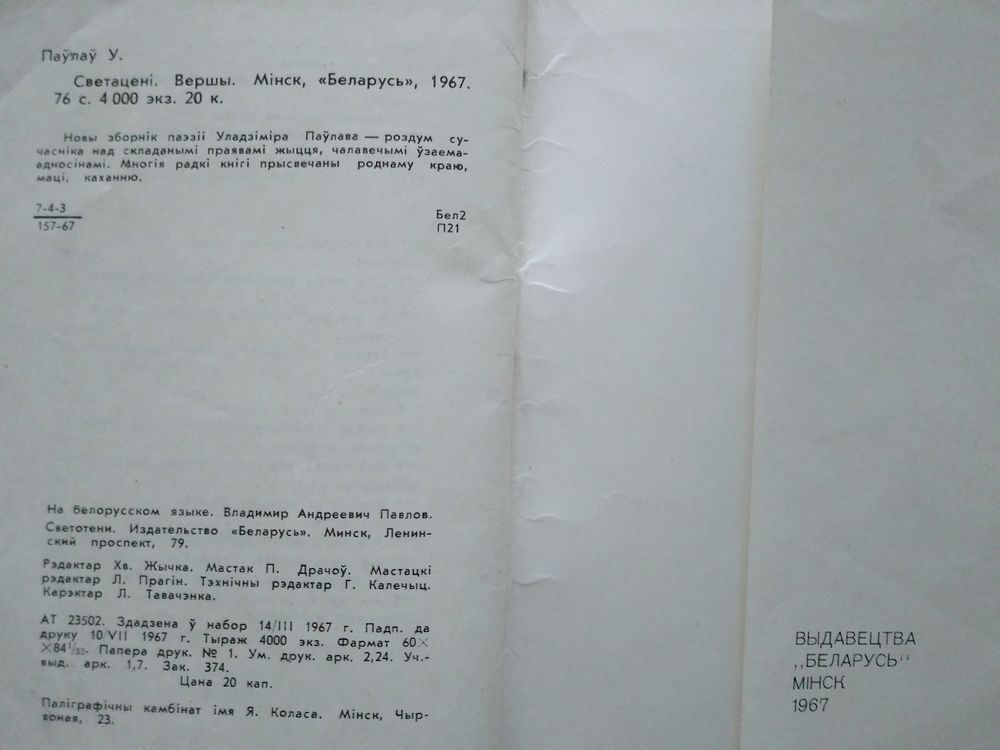 Паўлаў У.
Светацені. Вершы. Мінск, «Беларусь», 1967.
76 с. 4 000 экз. 20 к.
Новы зборнік паэзіі Уладзіміра Паўлава — роздум су-
часніка над складанымі праявамі жыцця, чалавечымі ўзаема-
адносінамі. Многія радкі кнігі прысвечаны роднаму краю,
маці, каханню.
7-4-3
157-67
Бел2
П21
На белорусском языке. Владимир Андреевич Павлов.
Светотени. Издательство «Беларусь». Минск, Ленин-
ский проспект, 79.
Рэдактар Хв. Жычка. Мастак П. Драчоў. Мастацкі
рэдактар Л. Прагін. Тэхнічны рэдактар Г. Калечыц.
Карэктар Л. Тавачэнка.
АТ 23502. Здадзена ў набор 14/III 1967 г. Падп. да
друку 10/VII 1967 г. Тыраж 4000 экз. Фармат 60×
×84¹/₃₂. Папера друк. № 1. Ум. друк. арк. 2,24. Уч.-
выд. арк. 1,7. Зак. 374.
Цана 20 кап.
Паліграфічны камбінат імя Я. Коласа. Мінск, Чыр-
воная, 23.
ВЫДАВЕЦТВА
„БЕЛАРУСЬ“
МІНСК
1967